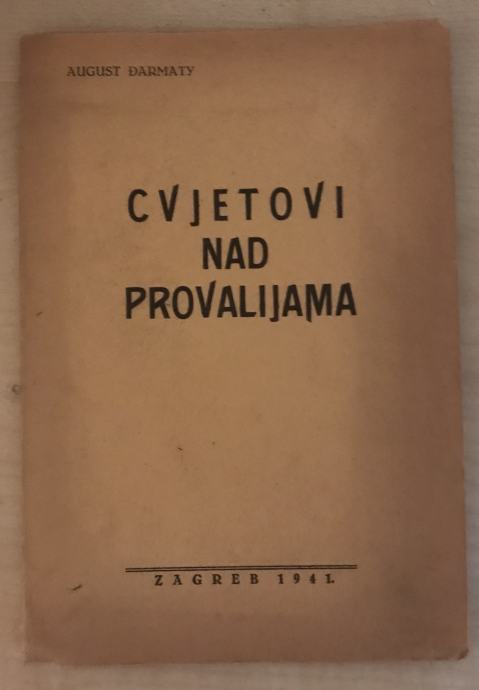 AUGUST ĐARMATY
CVJETOVI
NAD
PROVALIJAMA
ZAGREB 1941.